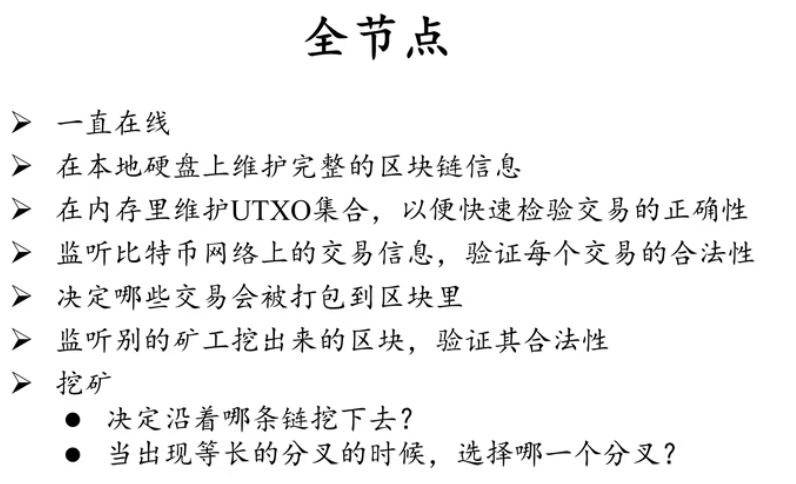 全节点
➢ 一直在线
➢ 在本地硬盘上维护完整的区块链信息
➢ 在内存里维护UTXO集合，以便快速检验交易的正确性
➢ 监听比特币网络上的交易信息，验证每个交易的合法性
➢ 决定哪些交易会被打包到区块里
➢ 监听别的矿工挖出来的区块，验证其合法性
➢ 挖矿
● 决定沿着哪条链挖下去？
● 当出现等长的分叉的时候，选择哪一个分叉？